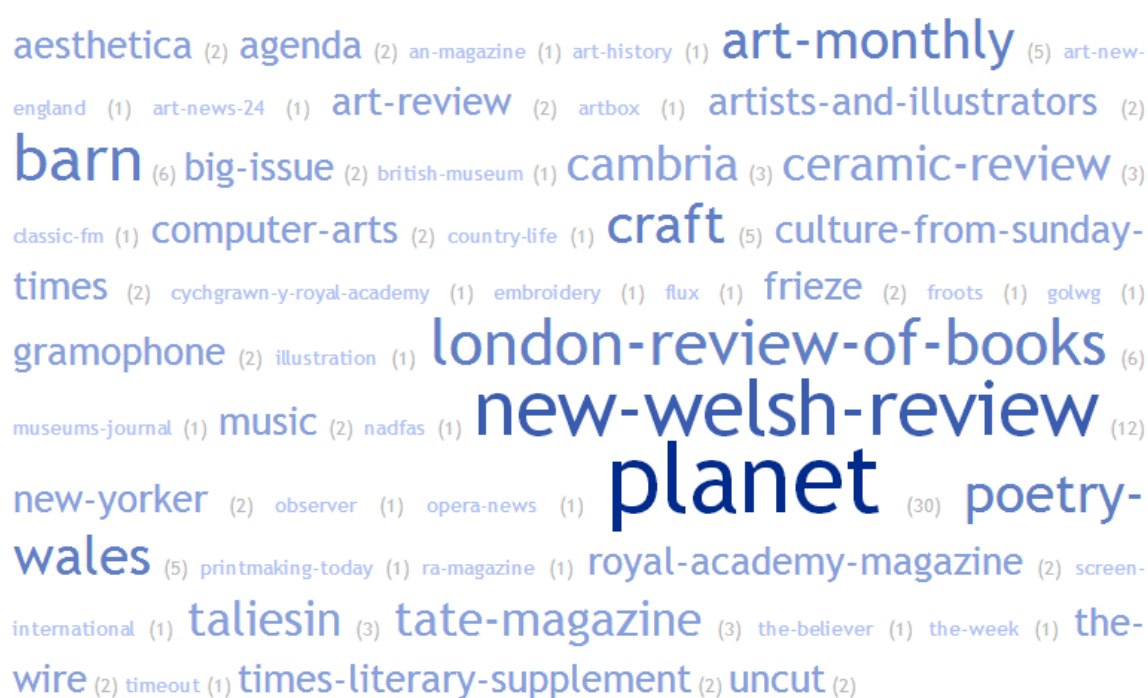 aesthetica (2) agenda (2) an-magazine (1) art-history (1) art-monthly (5) art-new-
england (1) art-news-24 (1) art-review (2) artbox (1) artists-and-illustrators (2)
barn (6) big-issue (2) british-museum (1) cambria (3) ceramic-review (3)
classic-fm (1) computer-arts (2) country-life (1) craft (5) culture-from-sunday-
times (2) cychgrawn-y-royal-academy (1) embroidery (1) flux (1) frieze (2) froots (1) golwg (1)
gramophone (2) illustration (1) london-review-of-books (6)
museums-journal (1) music (2) nadfas (1) new-welsh-review (12)
new-yorker (2) observer (1) opera-news (1) planet (30) poetry-
wales (5) printmaking-today (1) ra-magazine (1) royal-academy-magazine (2) screen-
international (1) taliesin (3) tate-magazine (3) the-believer (1) the-week (1) the-
wire (2) timeout (1) times-literary-supplement (2) uncut (2)